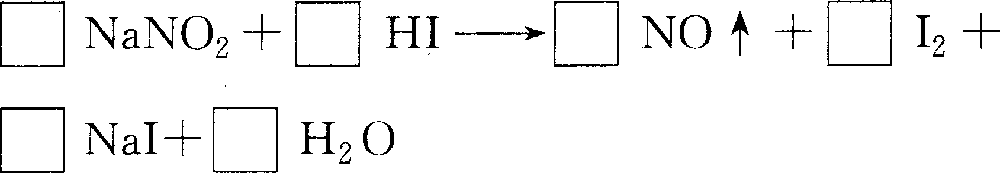 □ NaNO₂ + □ HI ⟶ □ NO ↑ + □ I₂ +
□ NaI + □ H₂O